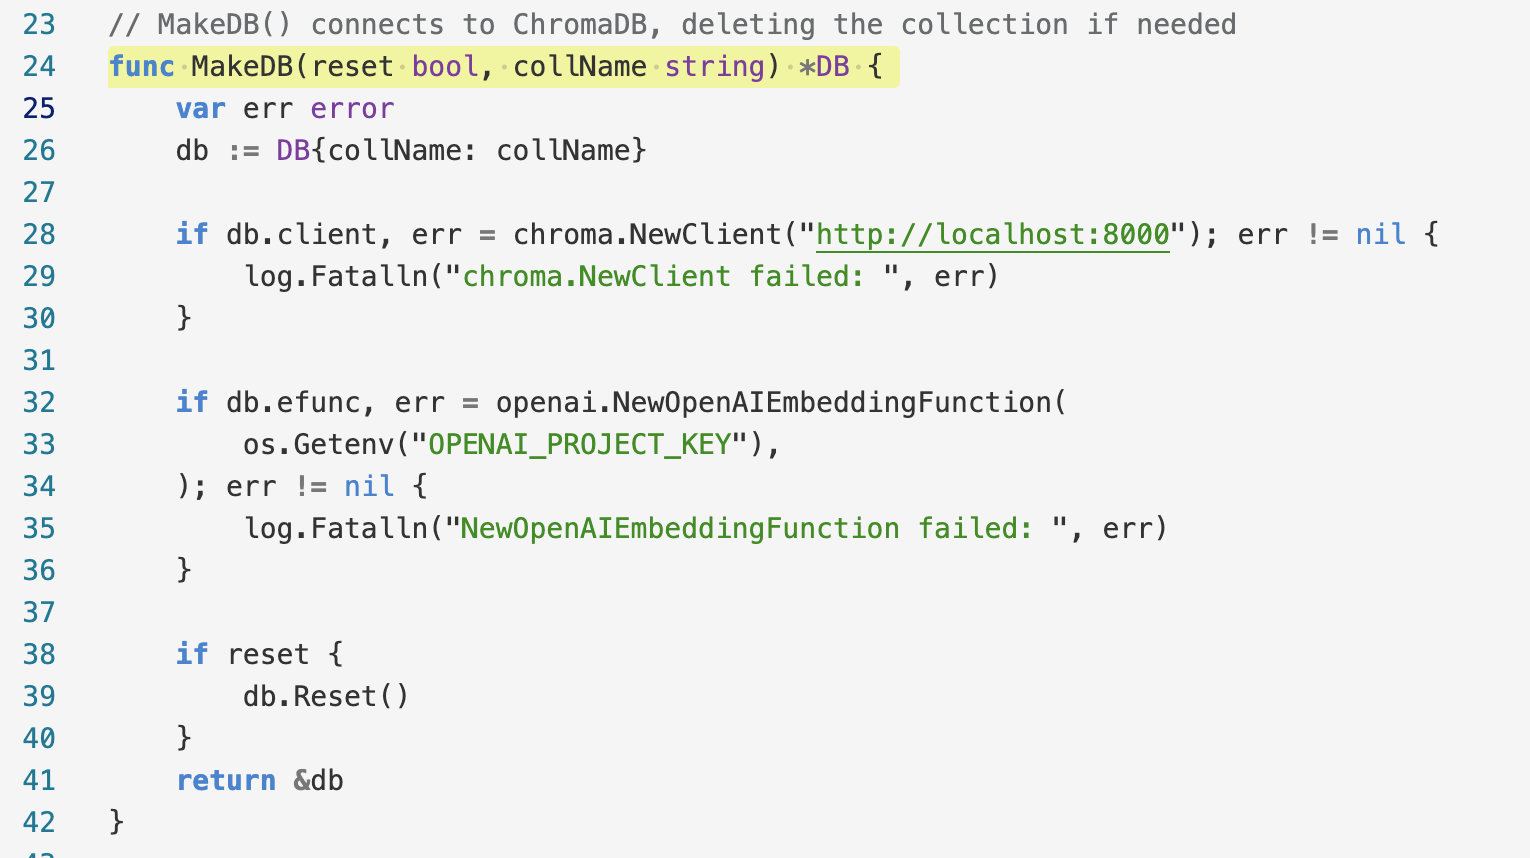 23 // MakeDB() connects to ChromaDB, deleting the collection if needed
24 func MakeDB(reset bool, collName string) *DB {
25     var err error
26     db := DB{collName: collName}
27
28     if db.client, err = chroma.NewClient("http://localhost:8000"); err != nil {
29         log.Fatalln("chroma.NewClient failed: ", err)
30     }
31
32     if db.efunc, err = openai.NewOpenAIEmbeddingFunction(
33         os.Getenv("OPENAI_PROJECT_KEY"),
34     ); err != nil {
35         log.Fatalln("NewOpenAIEmbeddingFunction failed: ", err)
36     }
37
38     if reset {
39         db.Reset()
40     }
41     return &db
42 }